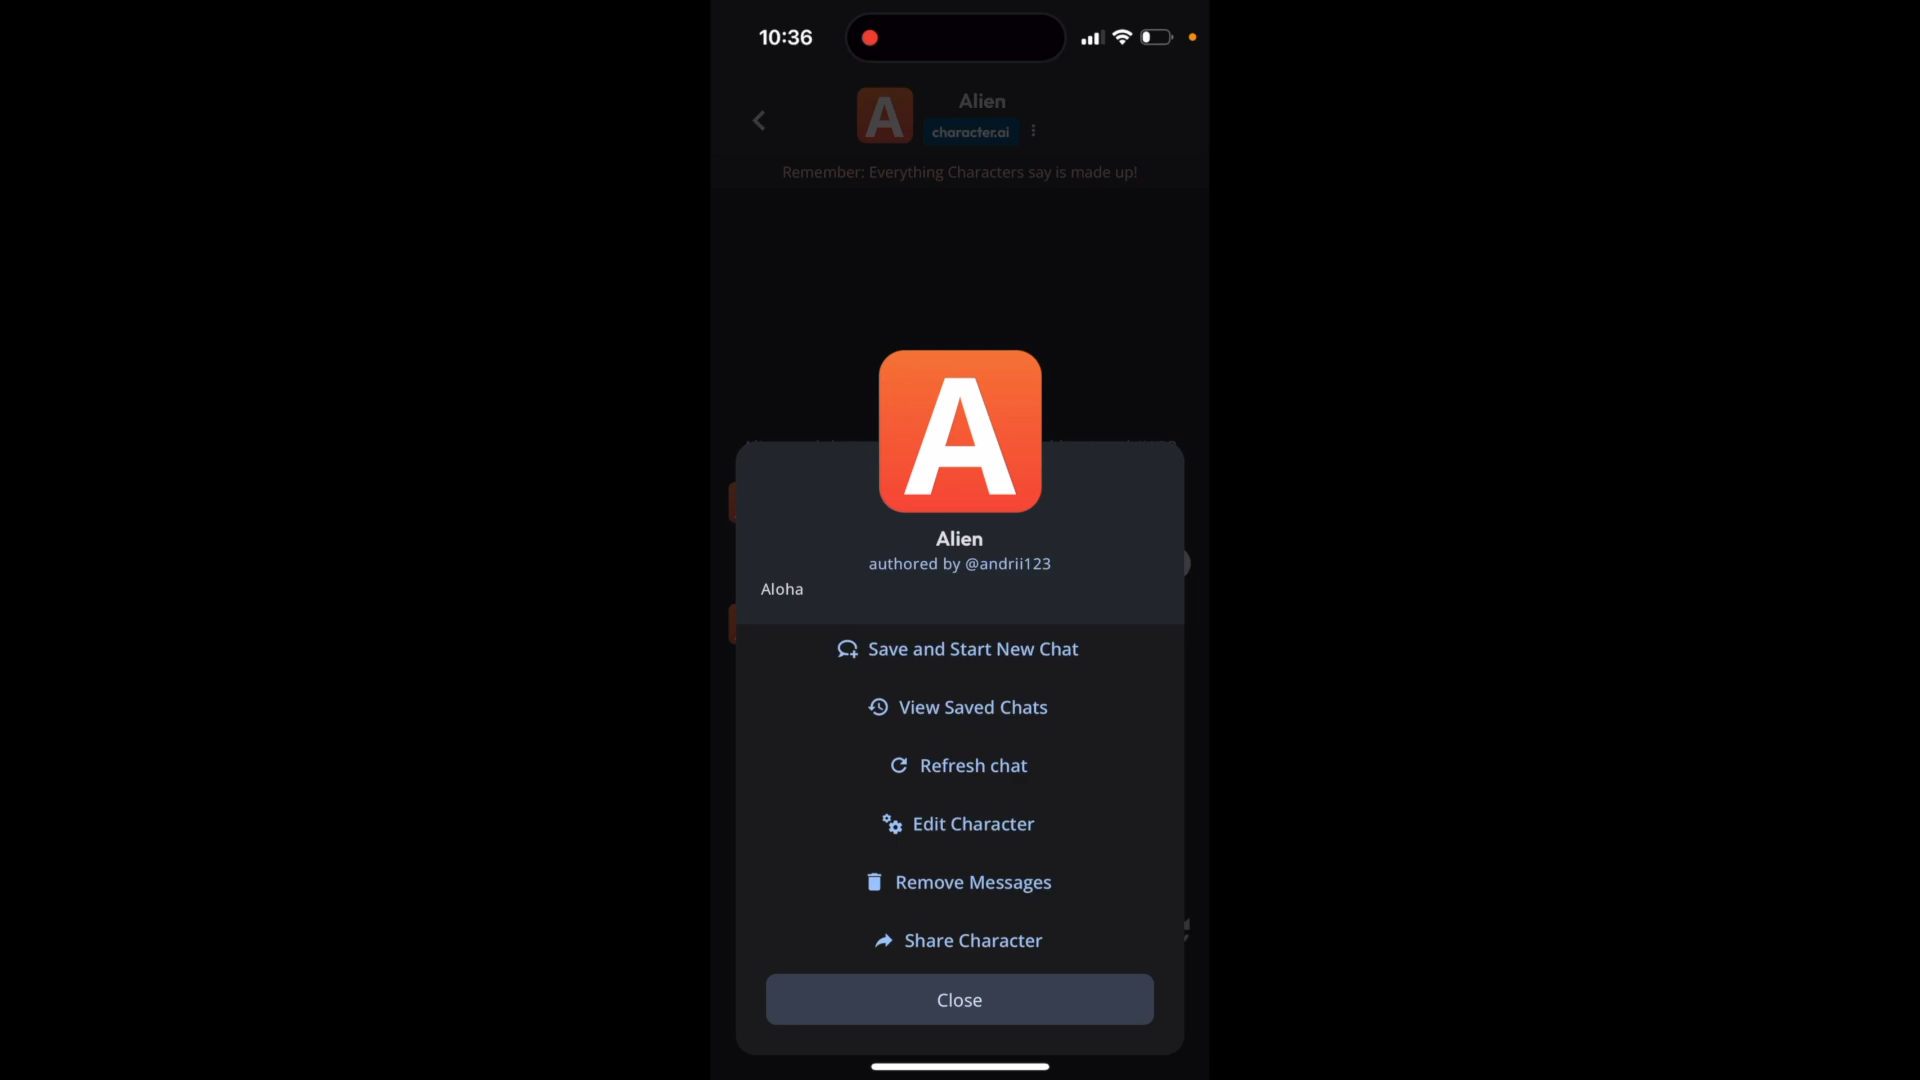 10:36
A
Alien
character.ai
Remember: Everything Characters say is made up!
A
Alien
authored by @andrii123
Aloha
Save and Start New Chat
View Saved Chats
Refresh chat
Edit Character
Remove Messages
Share Character
Close